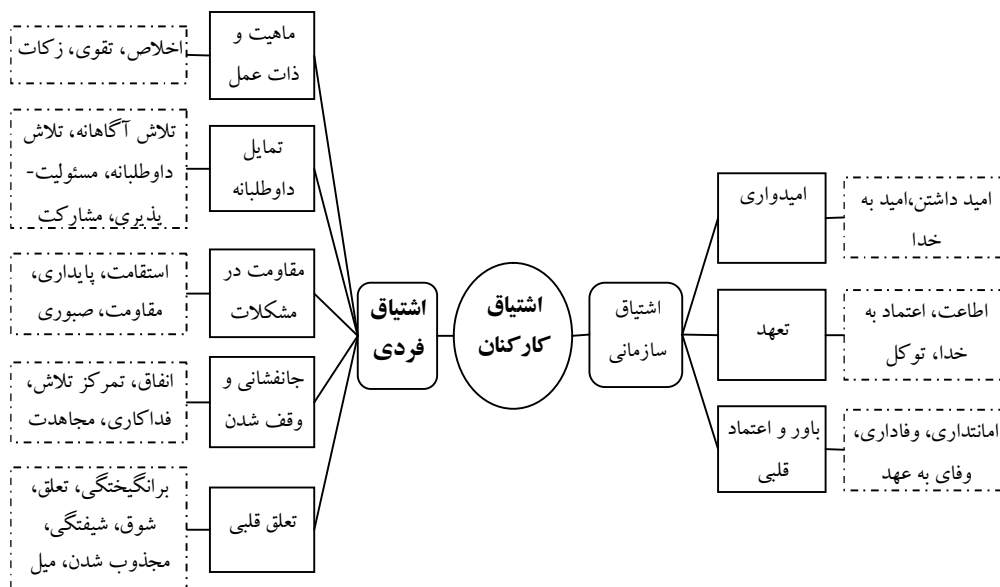 اشتیاق
کارکنان
اشتیاق
سازمانی
امیدواری
امید داشتن،امید به
خدا
تعهد
اطاعت، اعتماد به
خدا، توکل
باور و اعتماد
قلبی
امانتداری، وفاداری،
وفای به عهد
اشتیاق
فردی
ماهیت و
ذات عمل
اخلاص، تقوی، زکات
تمایل
داوطلبانه
تلاش آگاهانه، تلاش
داوطلبانه، مسئولیت-
پذیری، مشارکت
مقاومت در
مشکلات
استقامت، پایداری،
مقاومت، صبوری
جانفشانی و
وقف شدن
انفاق، تمرکز تلاش،
فداکاری، مجاهدت
تعلق قلبی
برانگیختگی، تعلق،
شوق، شیفتگی،
مجذوب شدن، میل